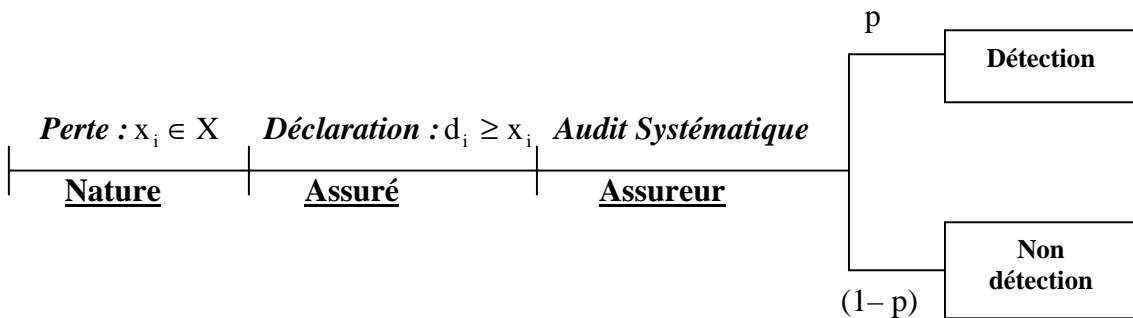 p
Détection
Perte : xᵢ ∈ X Déclaration : dᵢ ≥ xᵢ Audit Systématique
Nature Assuré Assureur
Non
détection
(1– p)